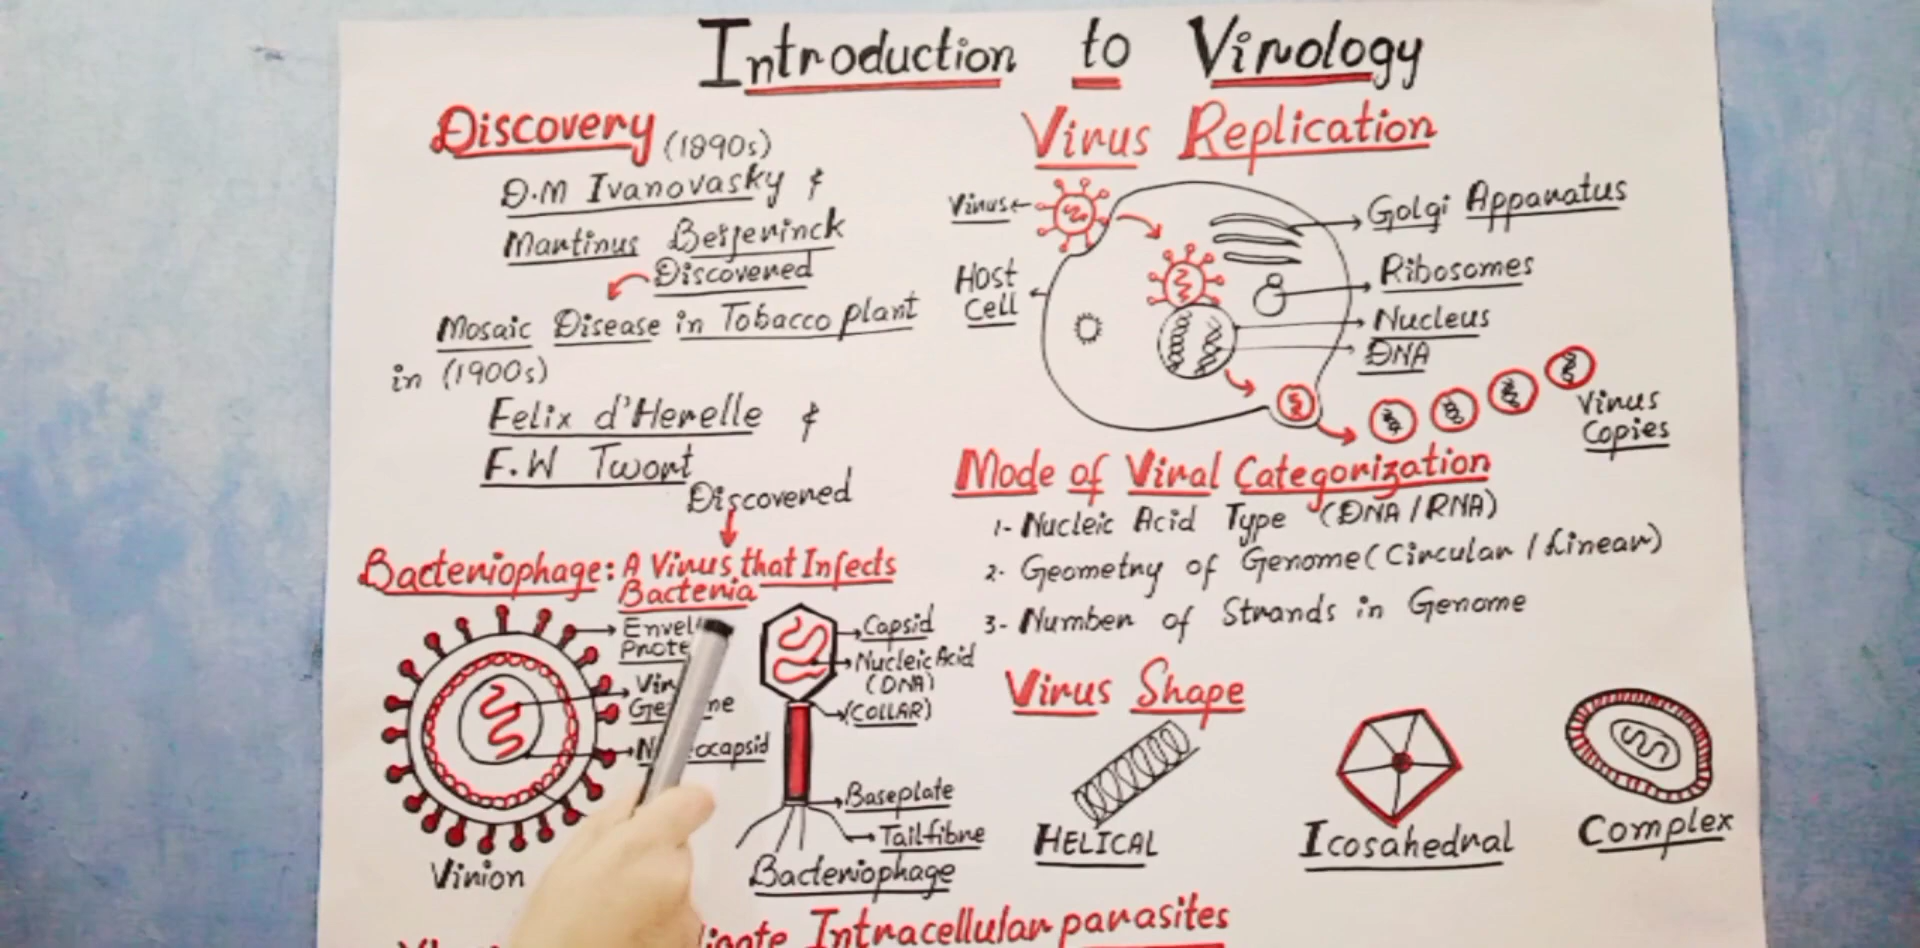 Introduction to Virology
Discovery (1890s)
D.M Ivanovasky &
Martinus Beijerinck
Discovered
Mosaic Disease in Tobacco plant
in (1900s)
Felix d'Herelle &
F.W Twort
Discovered
Bacteriophage: A Virus that Infects
Bacteria
Virion
Capsid
Nucleic Acid
(DNA)
(COLLAR)
Baseplate
Tailfibre
Bacteriophage
Virus Replication
Virus
Host
Cell
Golgi Apparatus
Ribosomes
Nucleus
DNA
Virus
Copies
Mode of Viral Categorization
1- Nucleic Acid Type (DNA/RNA)
2- Geometry of Genome (Circular / Linear)
3- Number of Strands in Genome
Virus Shape
HELICAL
Icosahedral
Complex
Intracellular parasites